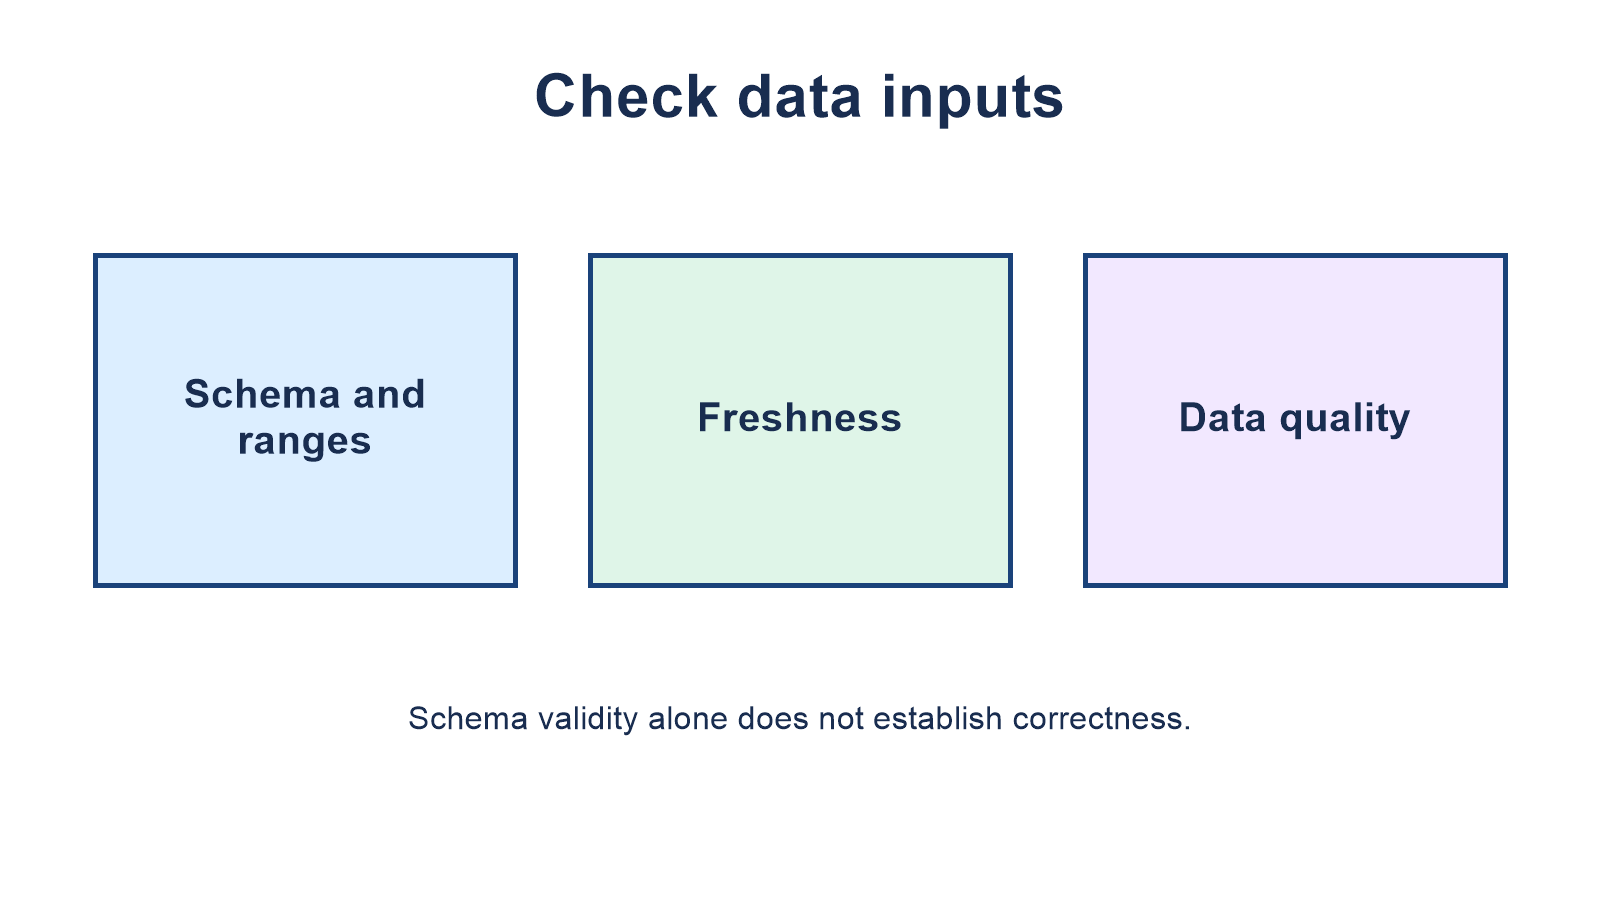 Check data inputs
Schema and
ranges
Freshness
Data quality
Schema validity alone does not establish correctness.